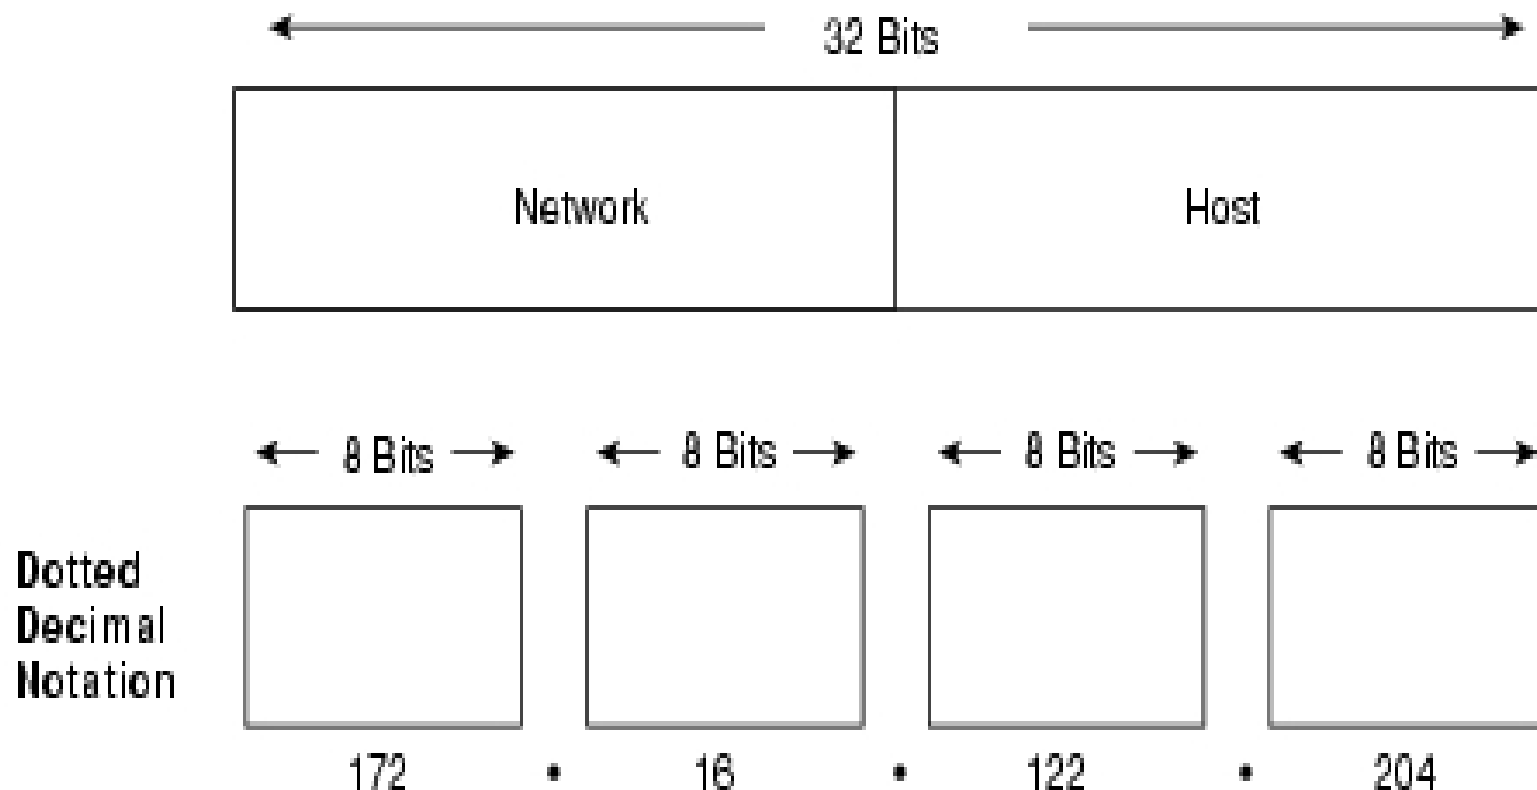 32 Bits
Network Host
8 Bits 8 Bits 8 Bits 8 Bits
Dotted
Decimal
Notation
172 • 16 • 122 • 204